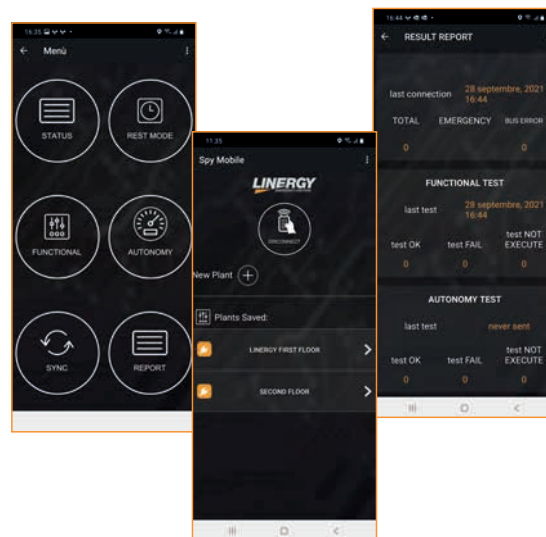 16:35
Menù
STATUS
REST MODE
FUNCTIONAL
AUTONOMY
SYNC
REPORT
11:35
Spy Mobile
LINERGY
DISCONNECT
New Plant
Plants Saved:
LINERGY FIRST FLOOR
SECOND FLOOR
16:44
RESULT REPORT
last connection 28 septembre, 2021
16:44
TOTAL EMERGENCY BUS ERROR
0 0
FUNCTIONAL TEST
last test 28 septembre, 2021
16:44
test OK test FAIL test NOT
EXECUTE
0 0 0
AUTONOMY TEST
last test never sent
test OK test FAIL test NOT
EXECUTE
0 0 0